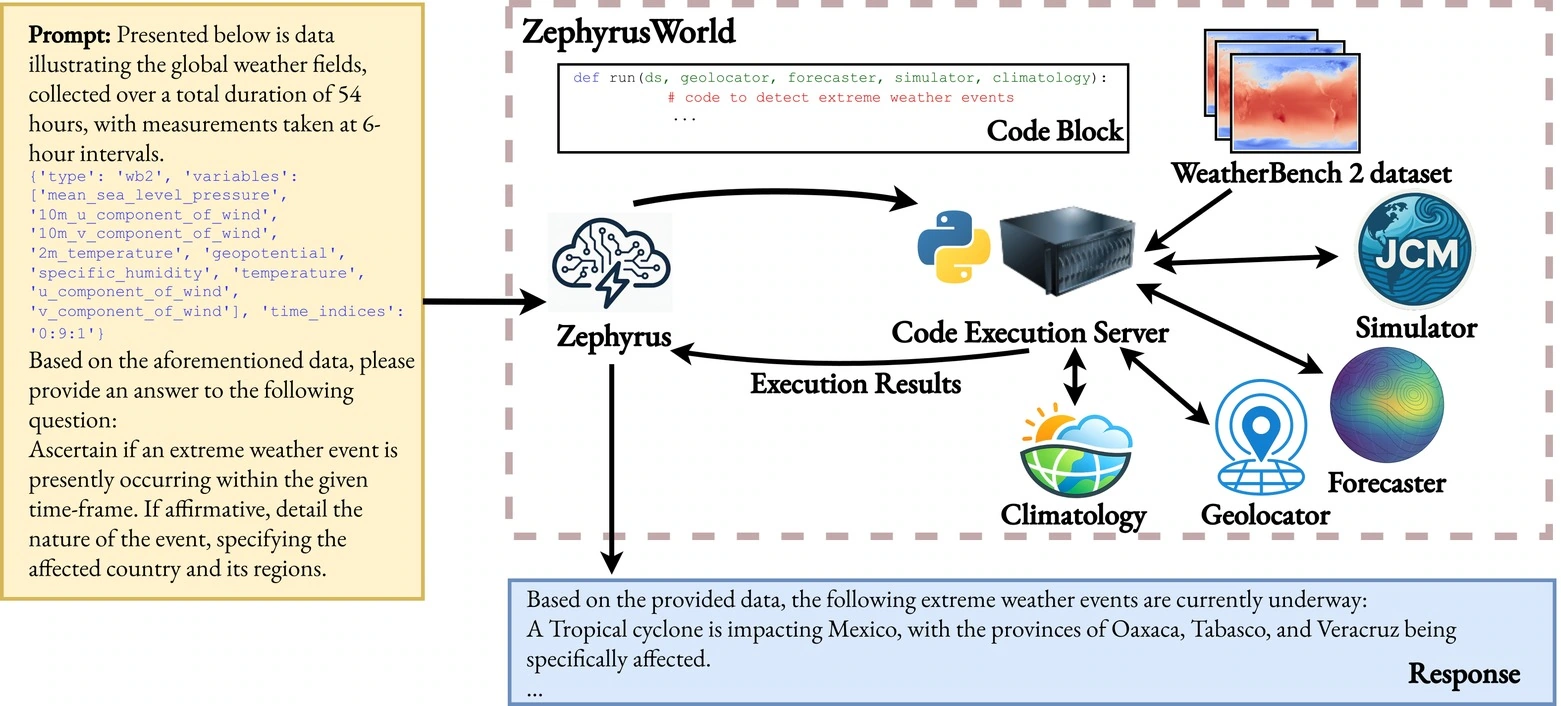 Prompt: Presented below is data
illustrating the global weather fields,
collected over a total duration of 54
hours, with measurements taken at 6-
hour intervals.
{'type': 'wb2', 'variables':
['mean_sea_level_pressure',
'10m_u_component_of_wind',
'10m_v_component_of_wind',
'2m_temperature', 'geopotential',
'specific_humidity', 'temperature',
'u_component_of_wind',
'v_component_of_wind'], 'time_indices':
'0:9:1'}
Based on the aforementioned data, please
provide an answer to the following
question:
Ascertain if an extreme weather event is
presently occurring within the given
time-frame. If affirmative, detail the
nature of the event, specifying the
affected country and its regions.
ZephyrusWorld
def run(ds, geolocator, forecaster, simulator, climatology):
# code to detect extreme weather events
...
Code Block
WeatherBench 2 dataset
JCM
Simulator
Zephyrus
Code Execution Server
Execution Results
Climatology
Geolocator
Forecaster
Based on the provided data, the following extreme weather events are currently underway:
A Tropical cyclone is impacting Mexico, with the provinces of Oaxaca, Tabasco, and Veracruz being
specifically affected.
...
Response